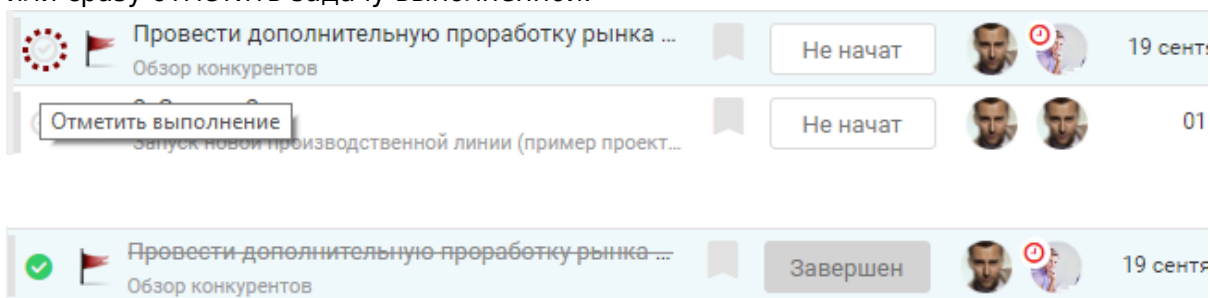 Провести дополнительную проработку рынка ...
Не начат
19 сентя
Обзор конкурентов
Отметить выполнение
Не начат
01
Запуск новой производственной линии (пример проект...
Провести дополнительную проработку рынка ...
Завершен
19 сентя
Обзор конкурентов